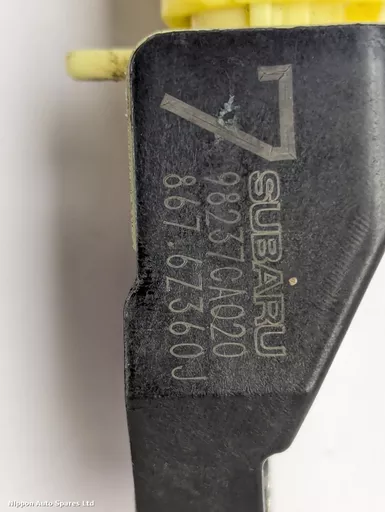 7
SUBARU
98237CA020
867.6Z360J
Nippon Auto Spares Ltd